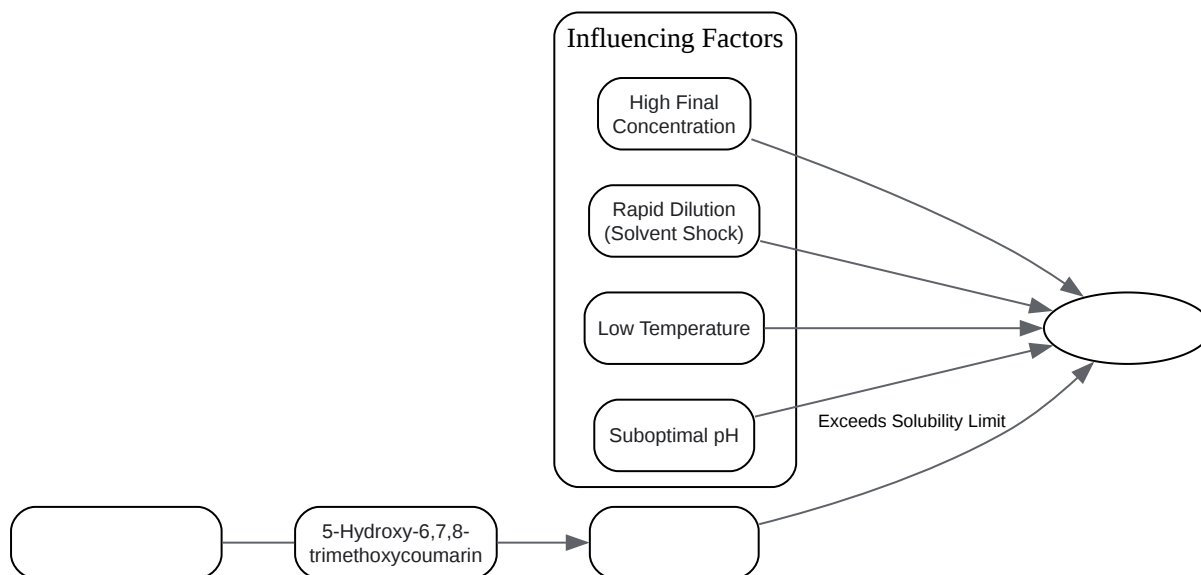 Influencing Factors
High Final
Concentration
Rapid Dilution
(Solvent Shock)
Low Temperature
Suboptimal pH
Exceeds Solubility Limit
5-Hydroxy-6,7,8-
trimethoxycoumarin